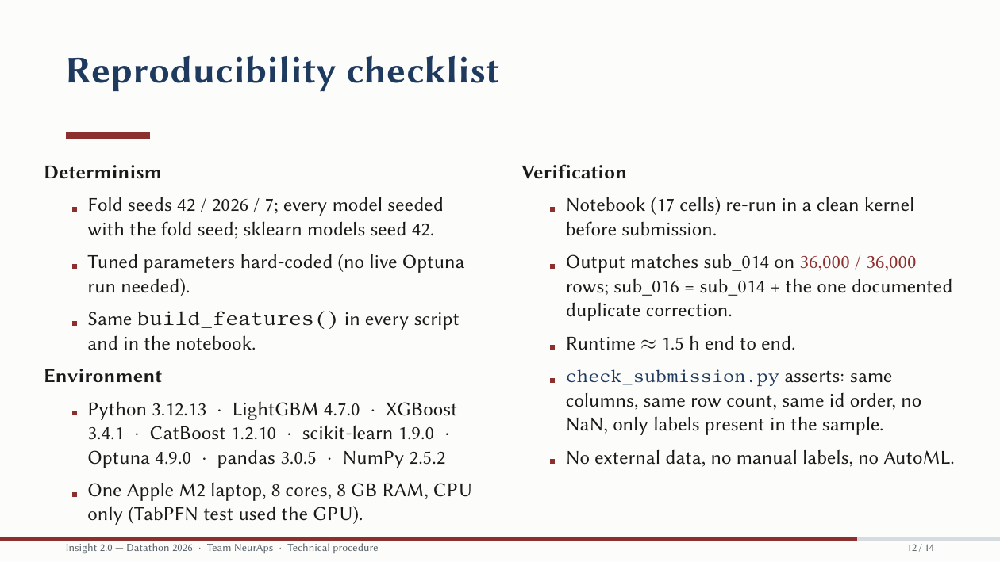 Reproducibility checklist
Determinism
Fold seeds 42 / 2026 / 7; every model seeded
with the fold seed; sklearn models seed 42.
Tuned parameters hard-coded (no live Optuna
run needed).
Same build_features() in every script
and in the notebook.
Environment
Python 3.12.13 · LightGBM 4.7.0 · XGBoost
3.4.1 · CatBoost 1.2.10 · scikit-learn 1.9.0 ·
Optuna 4.9.0 · pandas 3.0.5 · NumPy 2.5.2
One Apple M2 laptop, 8 cores, 8 GB RAM, CPU
only (TabPFN test used the GPU).
Verification
Notebook (17 cells) re-run in a clean kernel
before submission.
Output matches sub_014 on 36,000 / 36,000
rows; sub_016 = sub_014 + the one documented
duplicate correction.
Runtime ≈ 1.5 h end to end.
check_submission.py asserts: same
columns, same row count, same id order, no
NaN, only labels present in the sample.
No external data, no manual labels, no AutoML.
Insight 2.0 — Datathon 2026 · Team NeurAps · Technical procedure
12 / 14